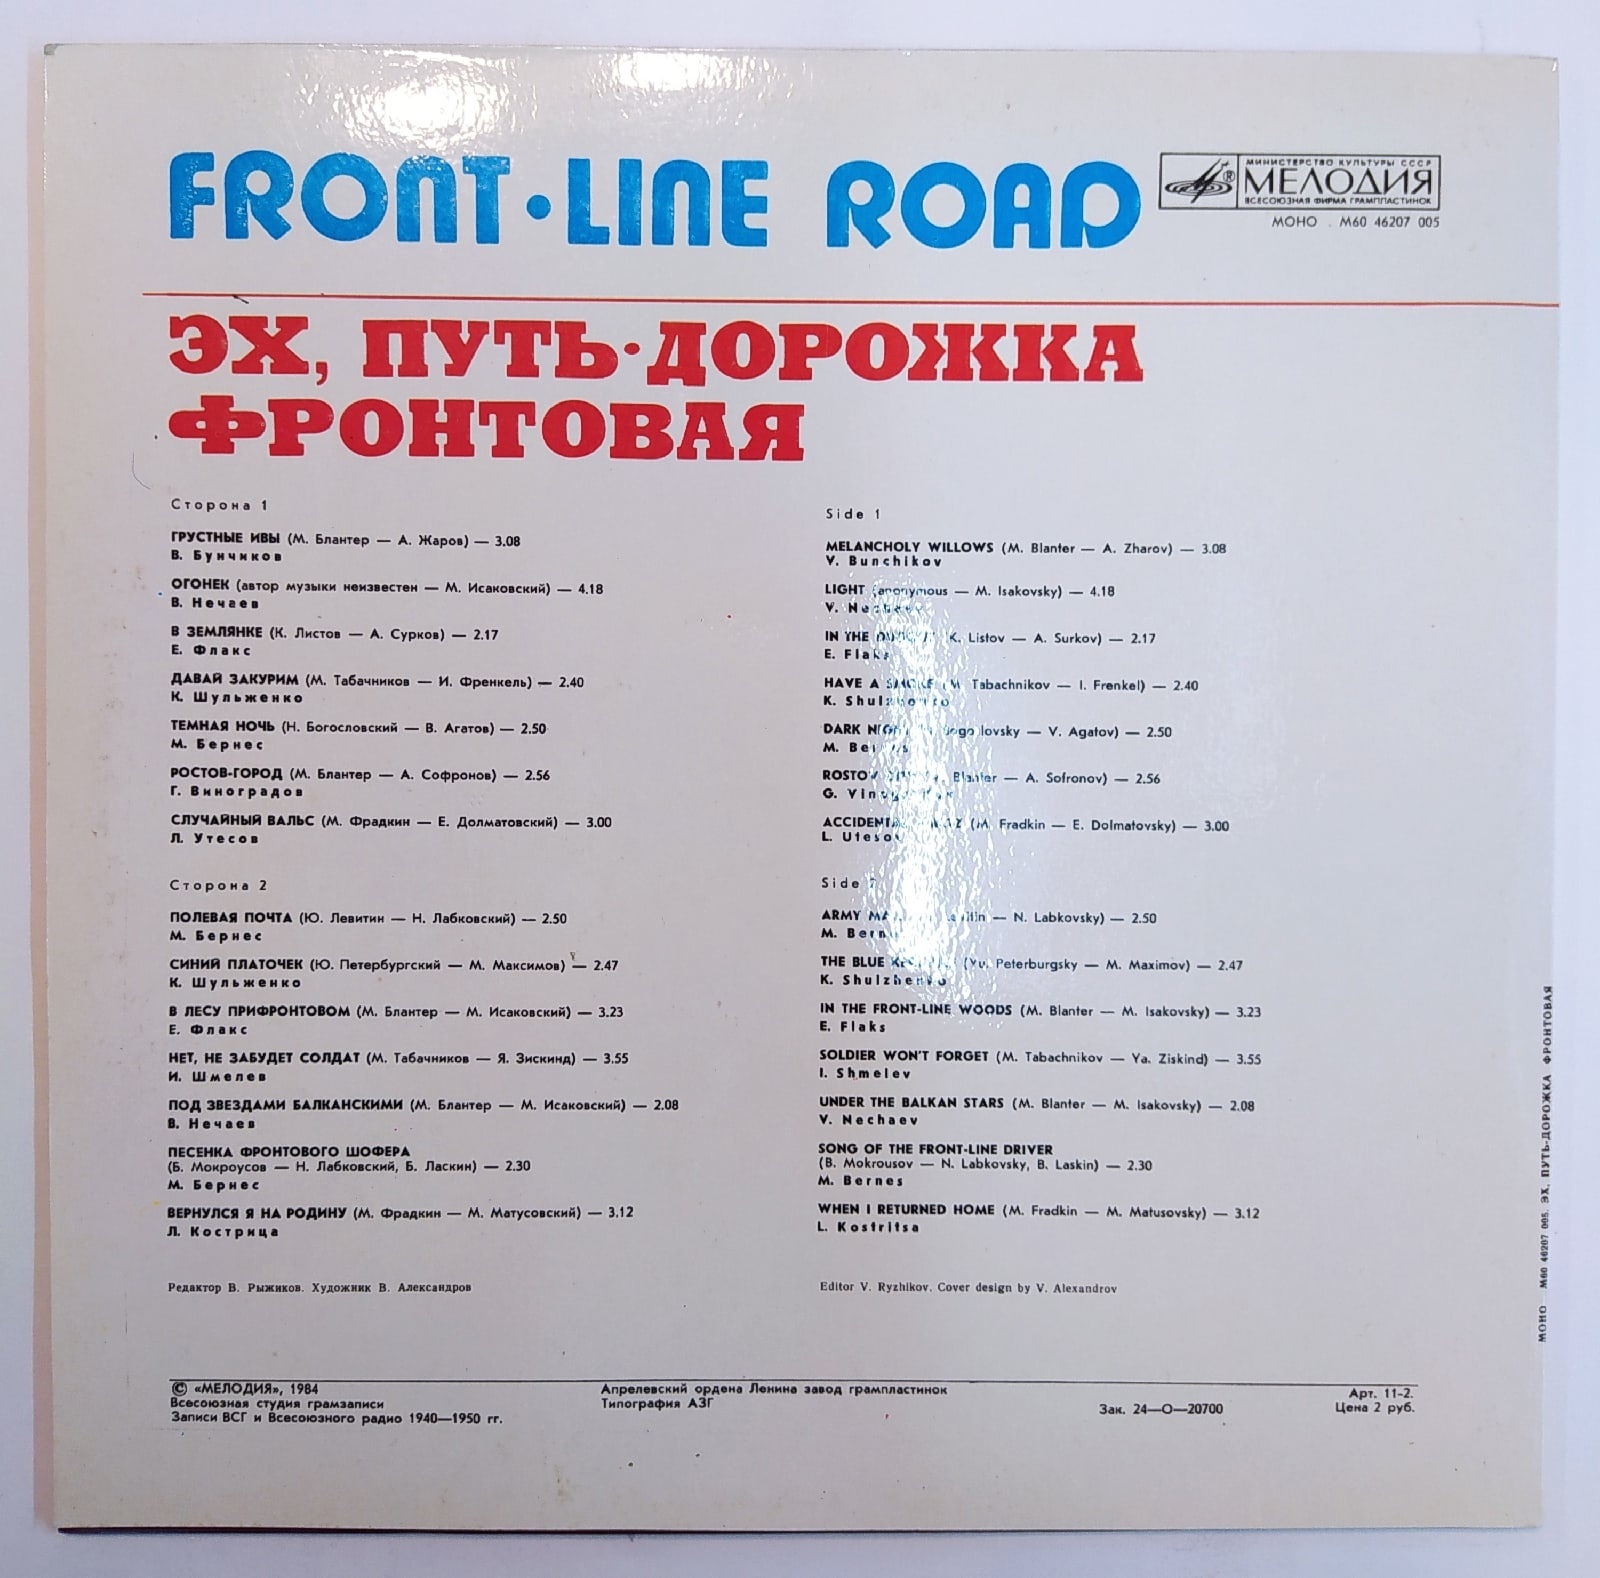 FRONT·LINE ROAD
МИНИСТЕРСТВО КУЛЬТУРЫ СССР
МЕЛОДИЯ
ВСЕСОЮЗНАЯ ФИРМА ГРАМПЛАСТИНОК
МОНО . М60 46207 005
ЭХ, ПУТЬ-ДОРОЖКА
ФРОНТОВАЯ
Сторона 1
ГРУСТНЫЕ ИВЫ (М. Блантер — А. Жаров) — 3.08
В. Бунчиков
ОГОНЕК (автор музыки неизвестен — М. Исаковский) — 4.18
В. Нечаев
В ЗЕМЛЯНКЕ (К. Листов — А. Сурков) — 2.17
Е. Флакс
ДАВАЙ ЗАКУРИМ (М. Табачников — И. Френкель) — 2.40
К. Шульженко
ТЕМНАЯ НОЧЬ (Н. Богословский — В. Агатов) — 2.50
М. Бернес
РОСТОВ-ГОРОД (М. Блантер — А. Софронов) — 2.56
Г. Виноградов
СЛУЧАЙНЫЙ ВАЛЬС (М. Фрадкин — Е. Долматовский) — 3.00
Л. Утесов
Сторона 2
ПОЛЕВАЯ ПОЧТА (Ю. Левитин — Н. Лабковский) — 2.50
М. Бернес
СИНИЙ ПЛАТОЧЕК (Ю. Петербургский — М. Максимов) — 2.47
К. Шульженко
В ЛЕСУ ПРИФРОНТОВОМ (М. Блантер — М. Исаковский) — 3.23
Е. Флакс
НЕТ, НЕ ЗАБУДЕТ СОЛДАТ (М. Табачников — Я. Зискинд) — 3.55
И. Шмелев
ПОД ЗВЕЗДАМИ БАЛКАНСКИМИ (М. Блантер — М. Исаковский) — 2.08
В. Нечаев
ПЕСЕНКА ФРОНТОВОГО ШОФЕРА
(Б. Мокроусов — Н. Лабковский, Б. Ласкин) — 2.30
М. Бернес
ВЕРНУЛСЯ Я НА РОДИНУ (М. Фрадкин — М. Матусовский) — 3.12
Л. Кострица
Редактор В. Рыжиков. Художник В. Александров
Side 1
MELANCHOLY WILLOWS (M. Blanter — A. Zharov) — 3.08
V. Bunchikov
LIGHT (anonymous — M. Isakovsky) — 4.18
V. Nechaev
IN THE K. Listov — A. Surkov) — 2.17
E. Flaks
HAVE A SMOKE (M. Tabachnikov — I. Frenkel) — 2.40
K. Shulzhenko
DARK — V. Agatov) — 2.50
M. Bernes
ROSTOV Blanter — A. Sofronov) — 2.56
G. Vinogradov
(M. Fradkin — E. Dolmatovsky) — 3.00
L. Utesov
Side 2
ARMY — N. Labkovsky) — 2.50
M. Bernes
THE BLUE (Yu. Peterburgsky — M. Maximov) — 2.47
K. Shulzhenko
IN THE FRONT-LINE WOODS (M. Blanter — M. Isakovsky) — 3.23
E. Flaks
SOLDIER WON'T FORGET (M. Tabachnikov — Ya. Ziskind) — 3.55
I. Shmelev
UNDER THE BALKAN STARS (M. Blanter — M. Isakovsky) — 2.08
V. Nechaev
SONG OF THE FRONT-LINE DRIVER
(B. Mokrousov — N. Labkovsky, B. Laskin) — 2.30
M. Bernes
WHEN I RETURNED HOME (M. Fradkin — M. Matusovsky) — 3.12
L. Kostritsa
Editor V. Ryzhikov. Cover design by V. Alexandrov
МОНО М60 46207 005. ЭХ, ПУТЬ-ДОРОЖКА ФРОНТОВАЯ
© «МЕЛОДИЯ», 1984
Всесоюзная студия грамзаписи
Записи ВСГ и Всесоюзного радио 1940—1950 гг.
Апрелевский ордена Ленина завод грампластинок
Типография АЗГ
Зак. 24—О—20700
Арт. 11-2.
Цена 2 руб.